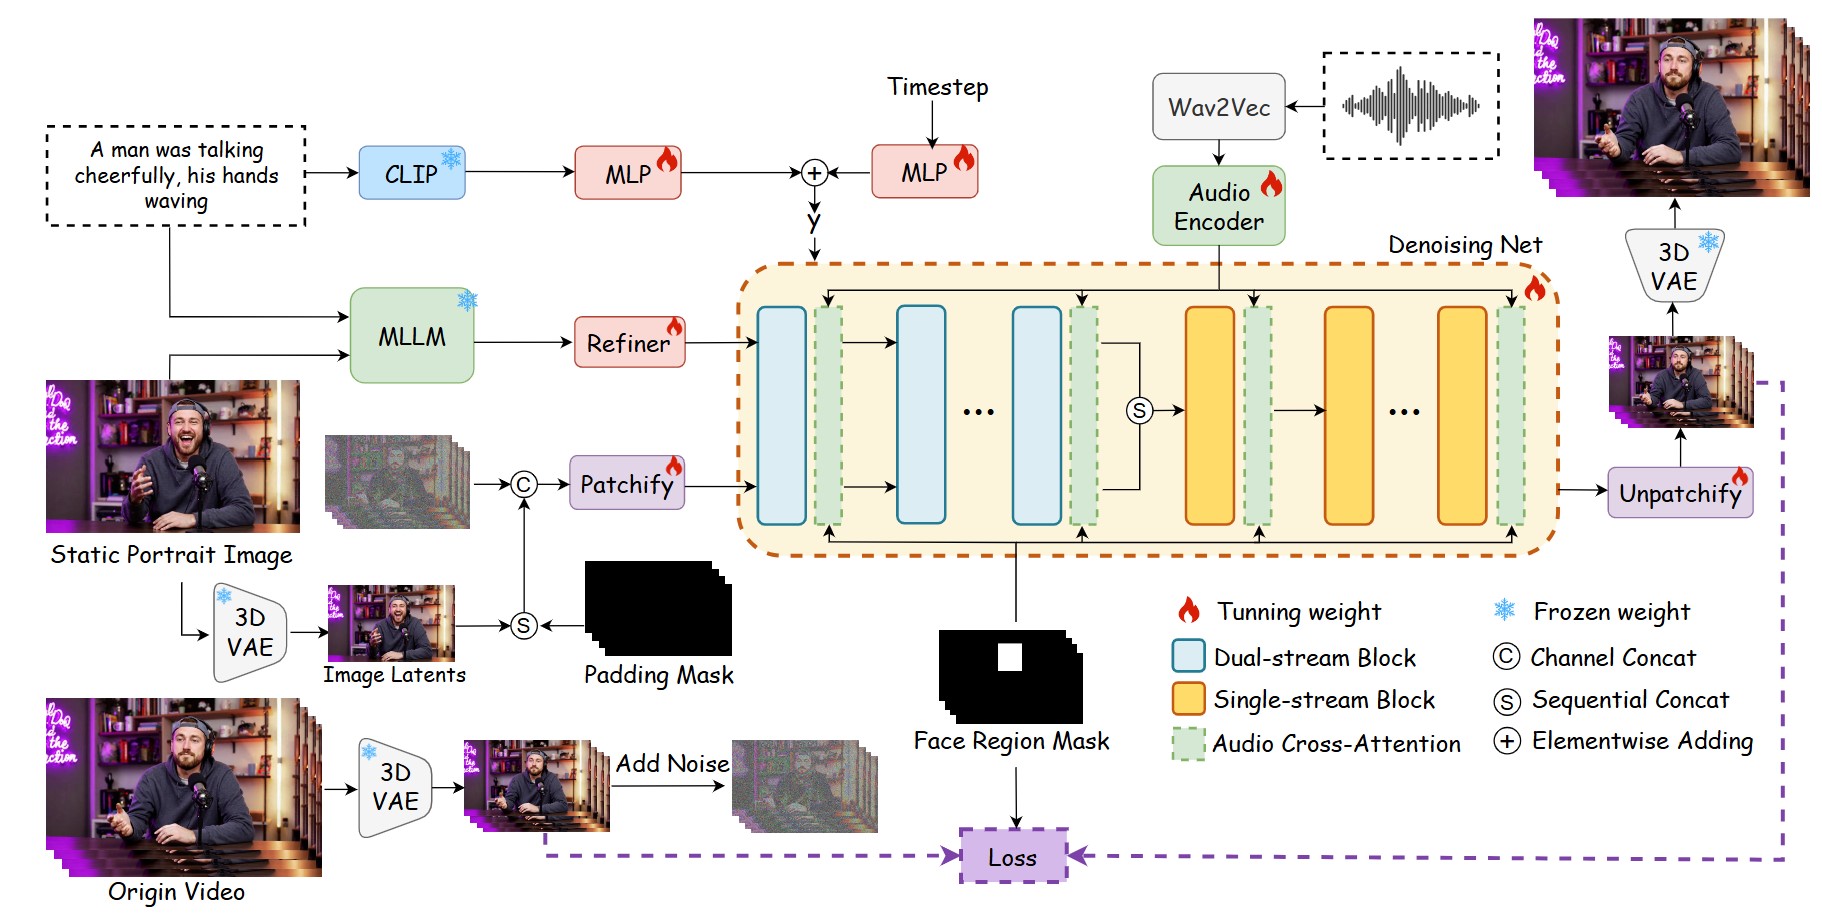 Timestep
A man was talking
cheerfully, his hands
waving
CLIP
MLP
+
MLP
y
Wav2Vec
Audio
Encoder
Denoising Net
3D
VAE
MLLM
Refiner
...
S
...
C
Patchify
Unpatchify
Static Portrait Image
3D
VAE
S
Image Latents
Padding Mask
Face Region Mask
Tunning weight
Frozen weight
Dual-stream Block
C Channel Concat
Single-stream Block
S Sequential Concat
Audio Cross-Attention
+ Elementwise Adding
3D
VAE
Add Noise
Loss
Origin Video